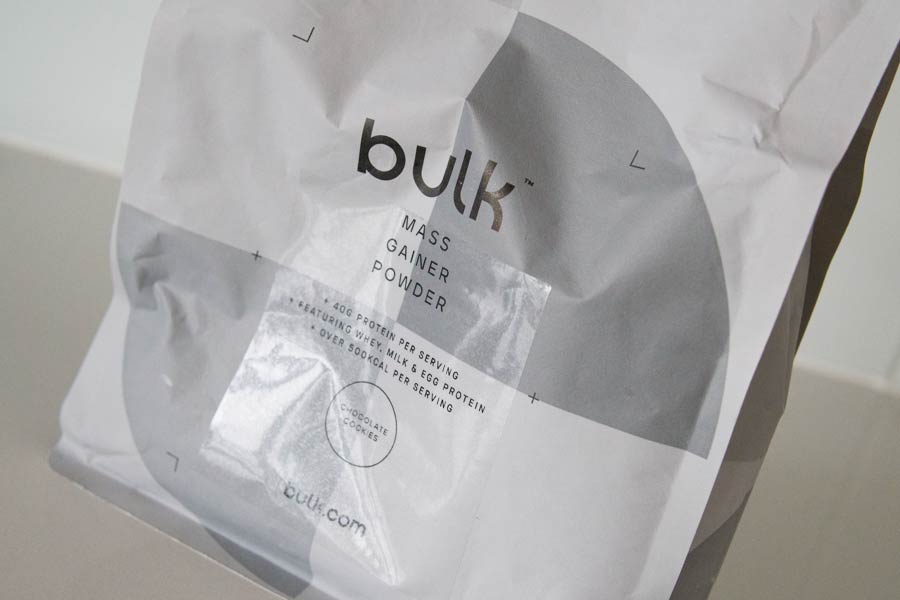 bulk™
MASS
GAINER
POWDER
+ 40G PROTEIN PER SERVING
+ FEATURING WHEY, MILK & EGG PROTEIN
+ OVER 500KCAL PER SERVING
CHOCOLATE
COOKIES
bulk.com